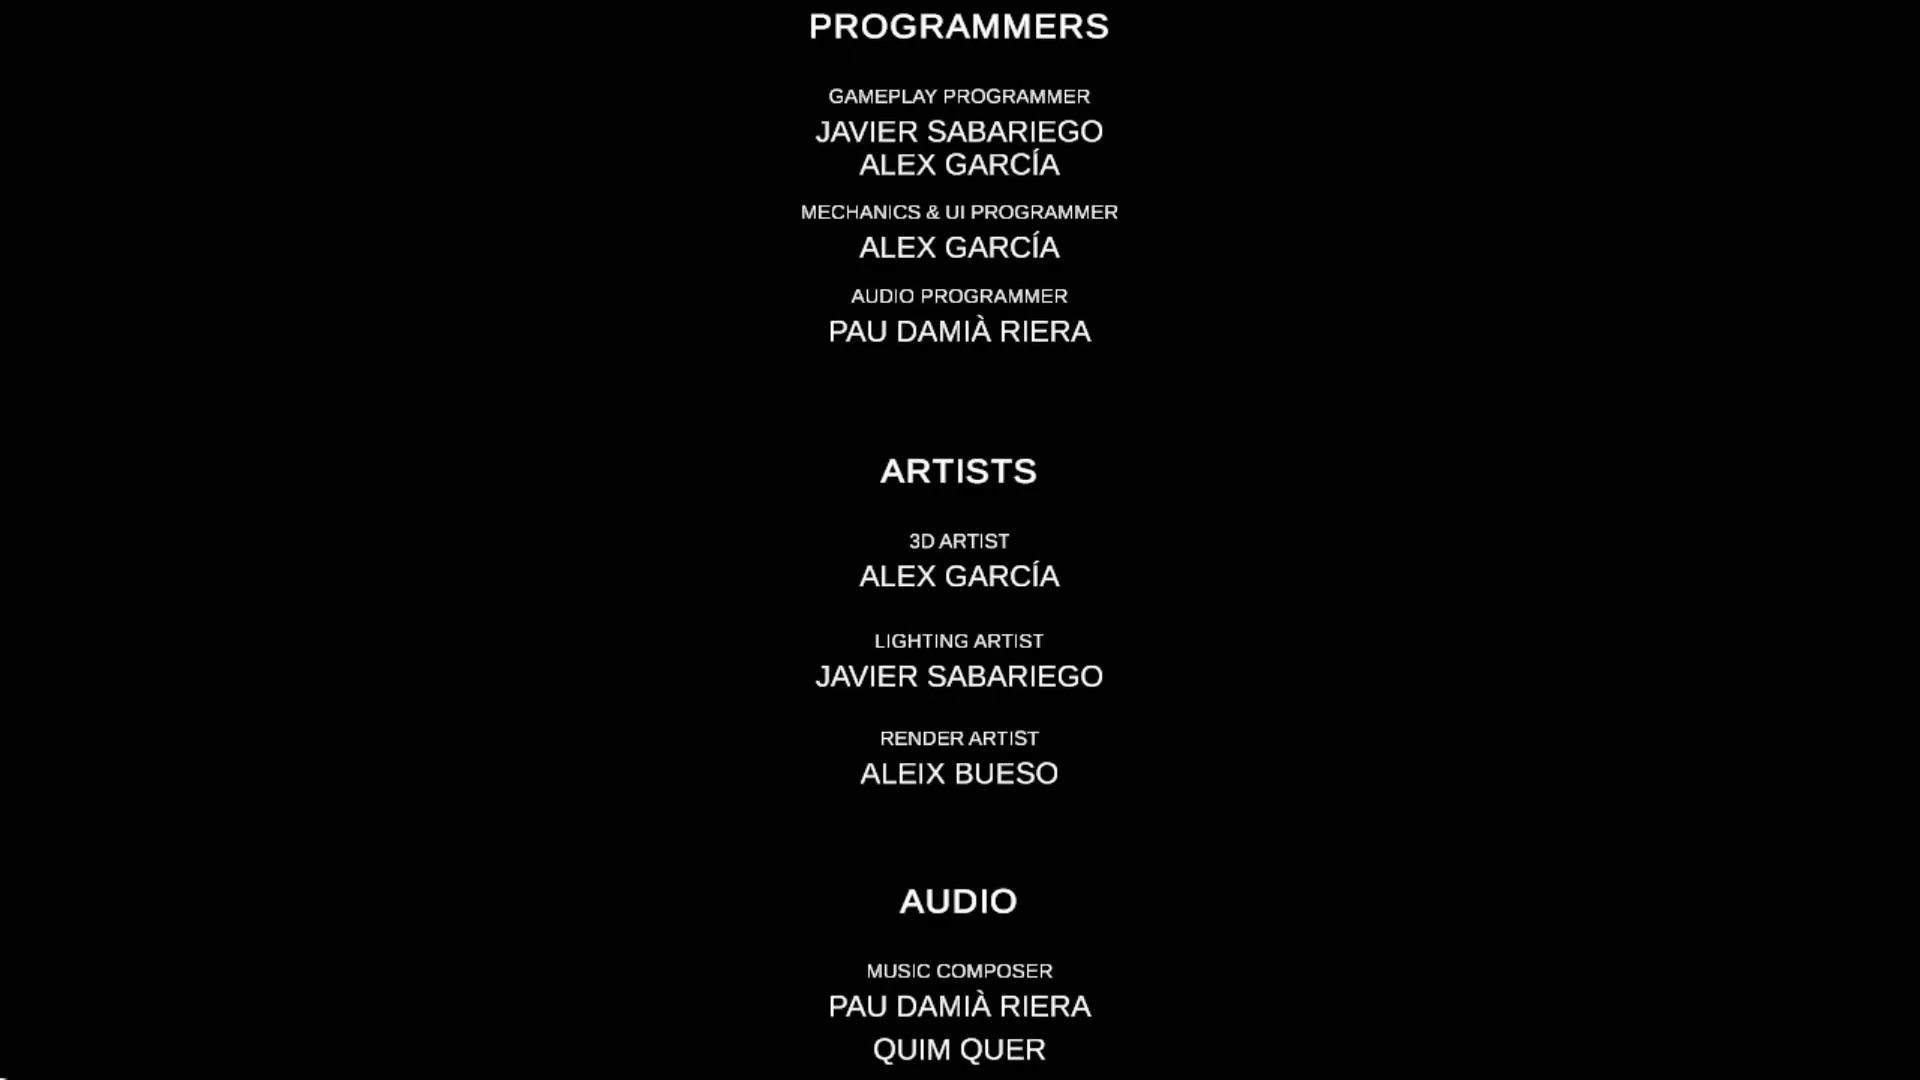 PROGRAMMERS
GAMEPLAY PROGRAMMER
JAVIER SABARIEGO
ALEX GARCÍA
MECHANICS & UI PROGRAMMER
ALEX GARCÍA
AUDIO PROGRAMMER
PAU DAMIÀ RIERA
ARTISTS
3D ARTIST
ALEX GARCÍA
LIGHTING ARTIST
JAVIER SABARIEGO
RENDER ARTIST
ALEIX BUESO
AUDIO
MUSIC COMPOSER
PAU DAMIÀ RIERA
QUIM QUER